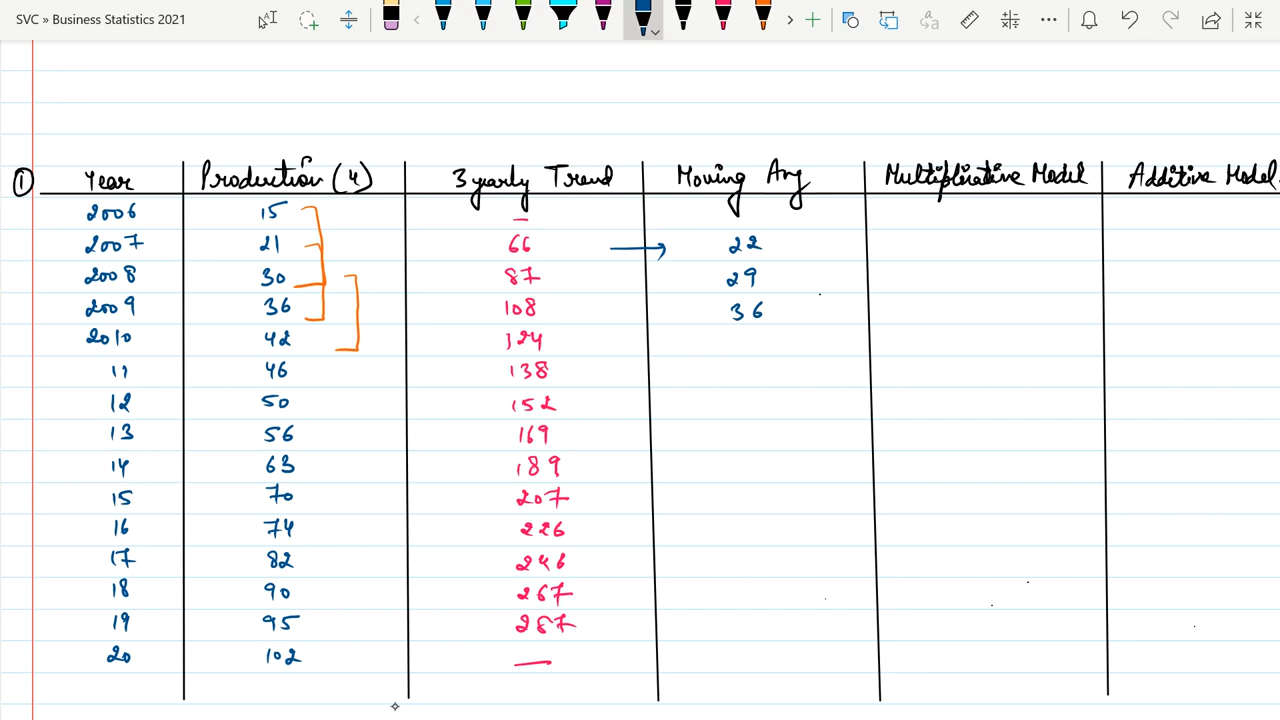 SVC » Business Statistics 2021
① Year Production (4) 3 yearly Trend Moving Avg Multiplicative Model Additive Model.
2006 15 —
2007 21 66 → 22
2008 30 87 29
2009 36 108 36
2010 42 124
11 46 138
12 50 152
13 56 169
14 63 189
15 70 207
16 74 226
17 82 246
18 90 267
19 95 287
20 102 —